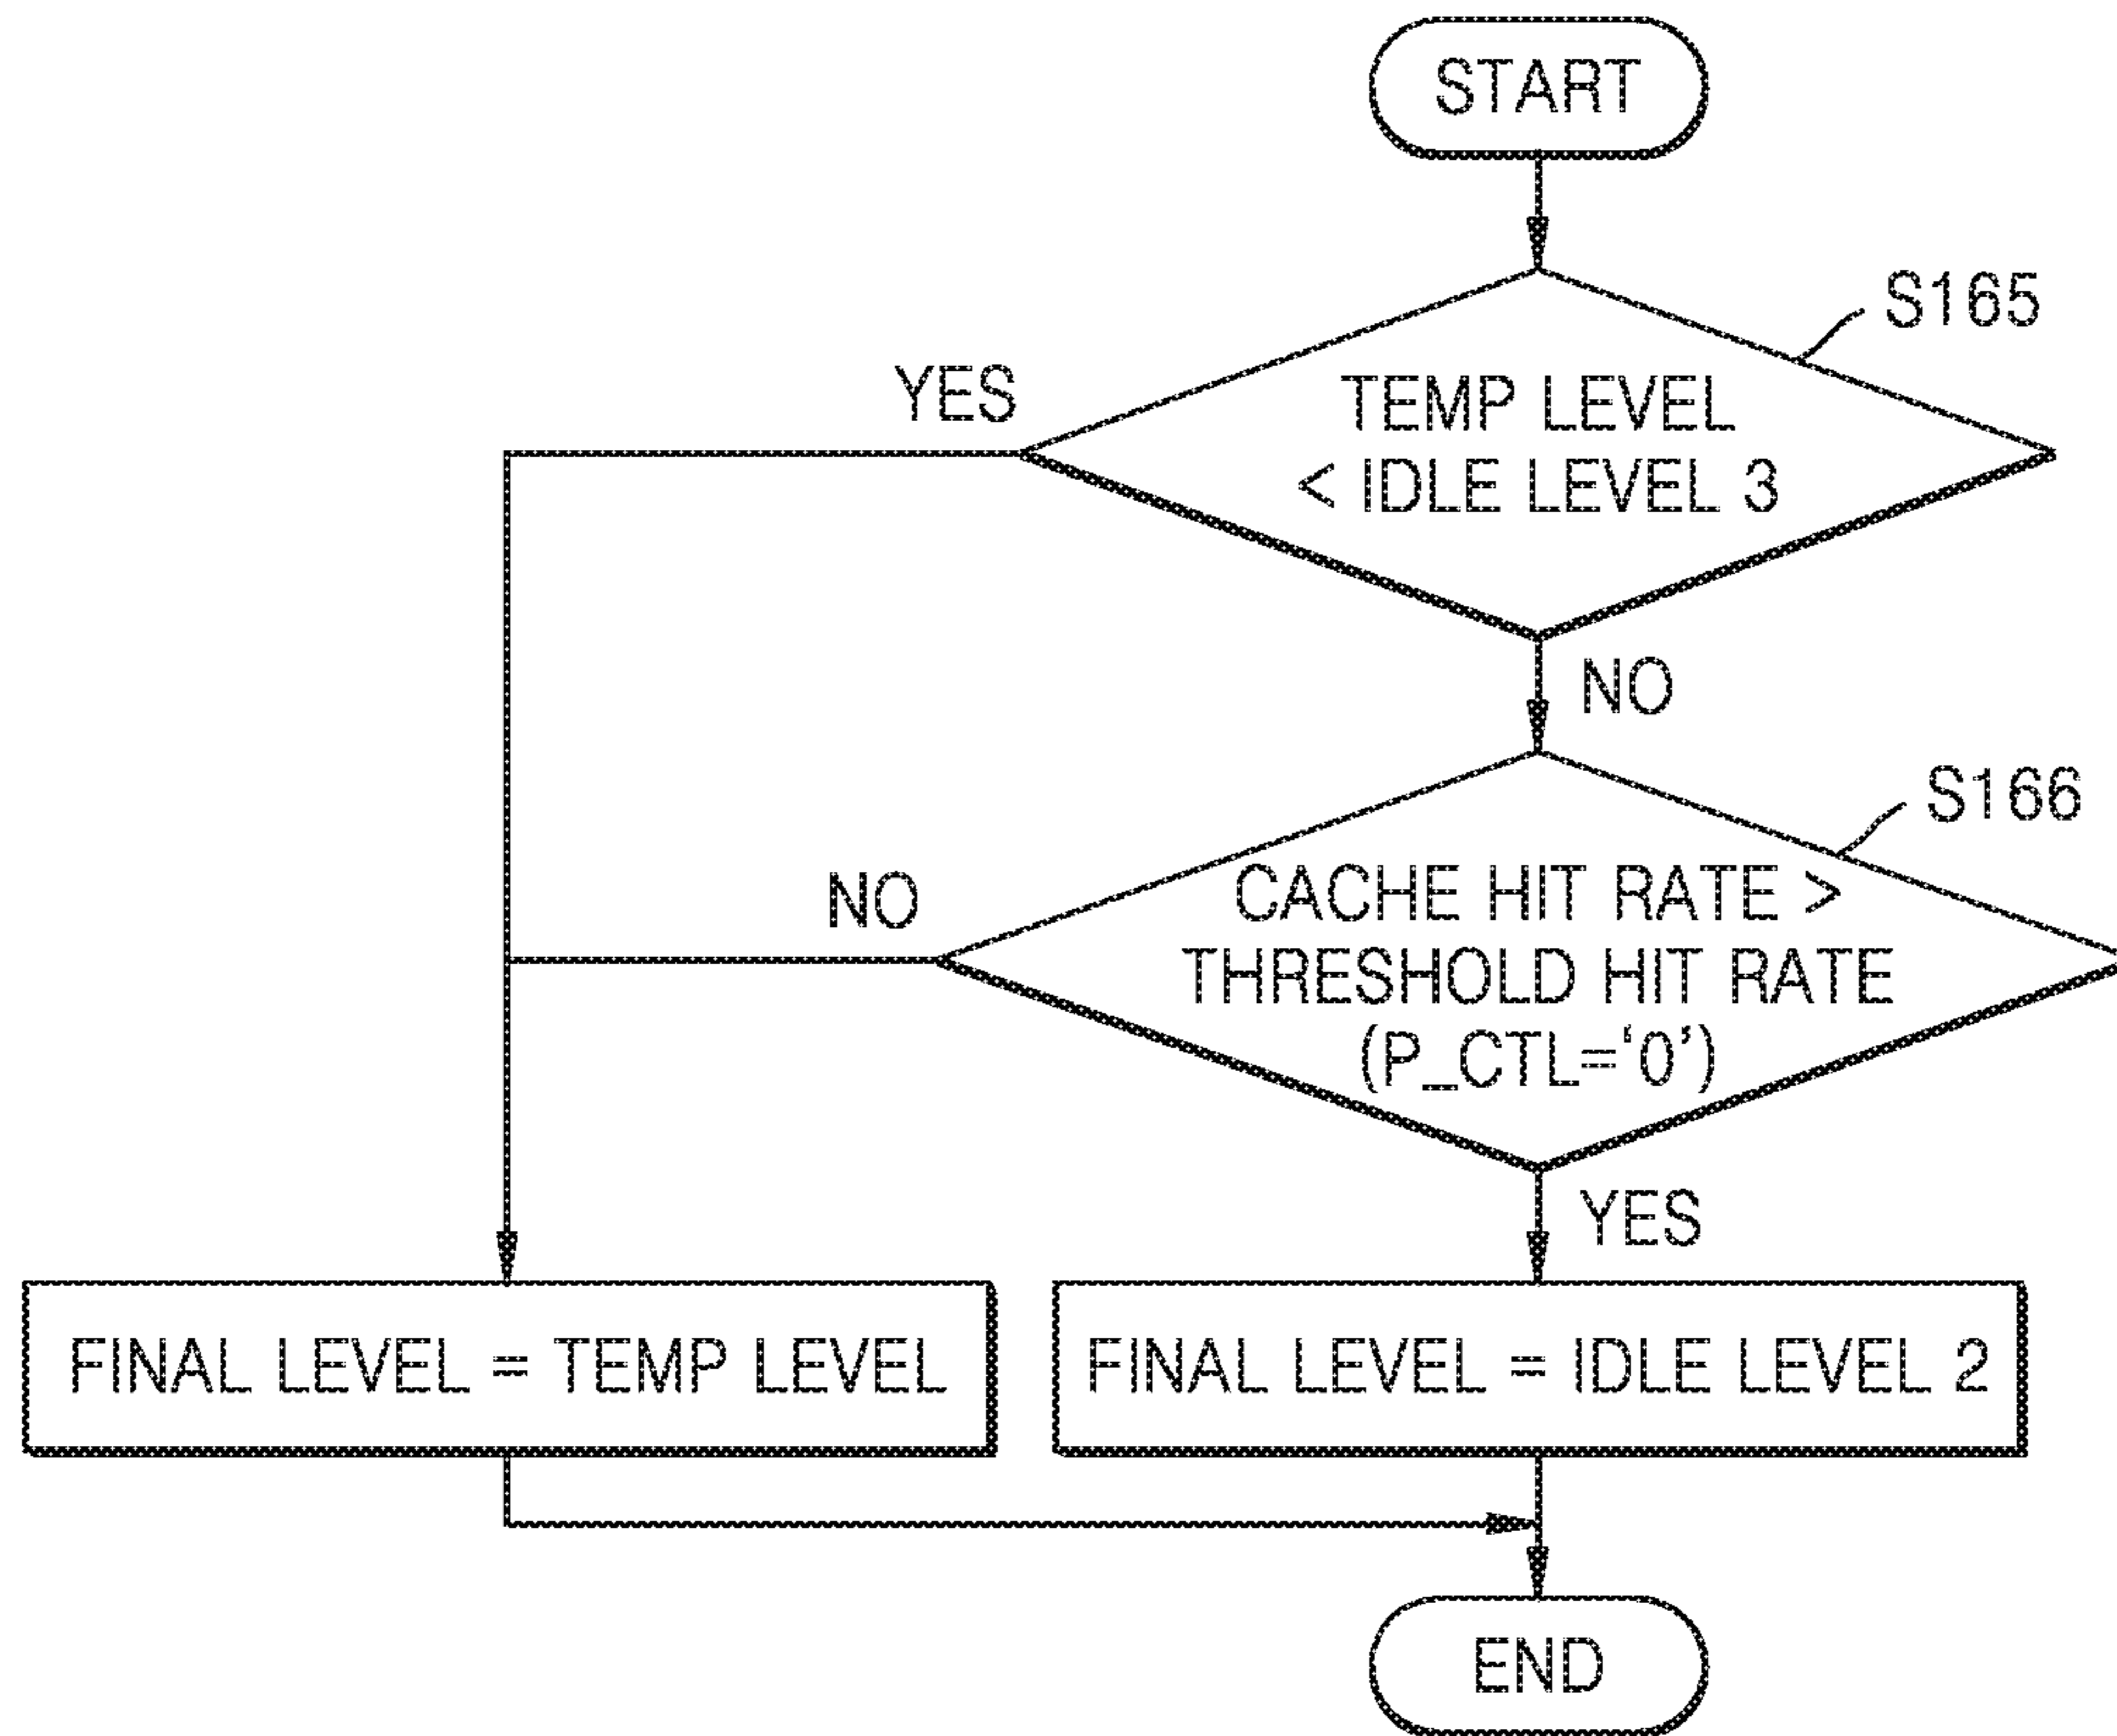 START
S165
YES
TEMP LEVEL
< IDLE LEVEL 3
NO
S166
NO
CACHE HIT RATE >
THRESHOLD HIT RATE
(P_CTL=‘0’)
YES
FINAL LEVEL = TEMP LEVEL
FINAL LEVEL = IDLE LEVEL 2
END